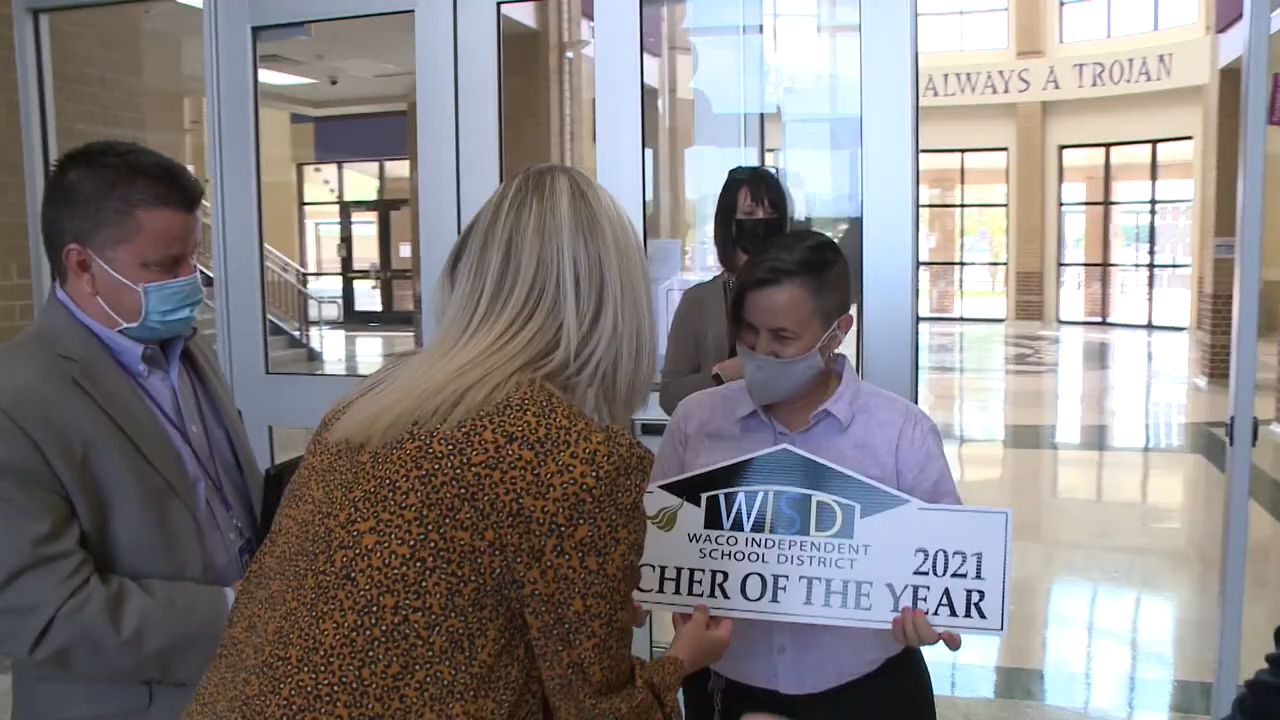 ALWAYS A TROJAN
WISD
WACO INDEPENDENT
SCHOOL DISTRICT
2021
CHER OF THE YEAR